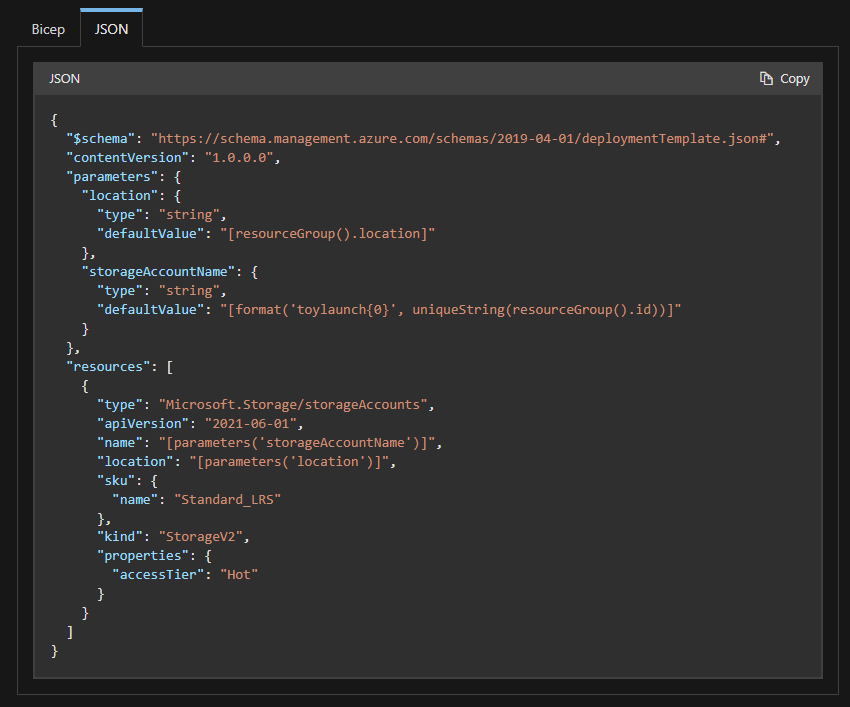 Bicep JSON
JSON Copy
{
  "$schema": "https://schema.management.azure.com/schemas/2019-04-01/deploymentTemplate.json#",
  "contentVersion": "1.0.0.0",
  "parameters": {
    "location": {
      "type": "string",
      "defaultValue": "[resourceGroup().location]"
    },
    "storageAccountName": {
      "type": "string",
      "defaultValue": "[format('toylaunch{0}', uniqueString(resourceGroup().id))]"
    }
  },
  "resources": [
    {
      "type": "Microsoft.Storage/storageAccounts",
      "apiVersion": "2021-06-01",
      "name": "[parameters('storageAccountName')]",
      "location": "[parameters('location')]",
      "sku": {
        "name": "Standard_LRS"
      },
      "kind": "StorageV2",
      "properties": {
        "accessTier": "Hot"
      }
    }
  ]
}